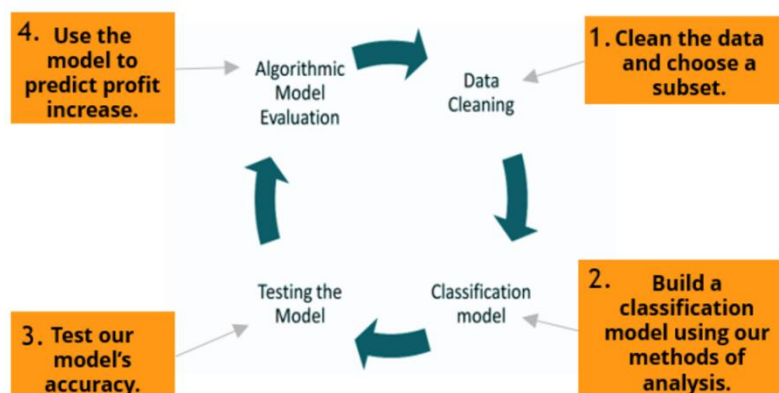 4. Use the
model to
predict profit
increase.
Algorithmic
Model
Evaluation
Data
Cleaning
1. Clean the data
and choose a
subset.
Testing the
Model
Classification
model
3. Test our
model's
accuracy.
2. Build a
classification
model using our
methods of
analysis.